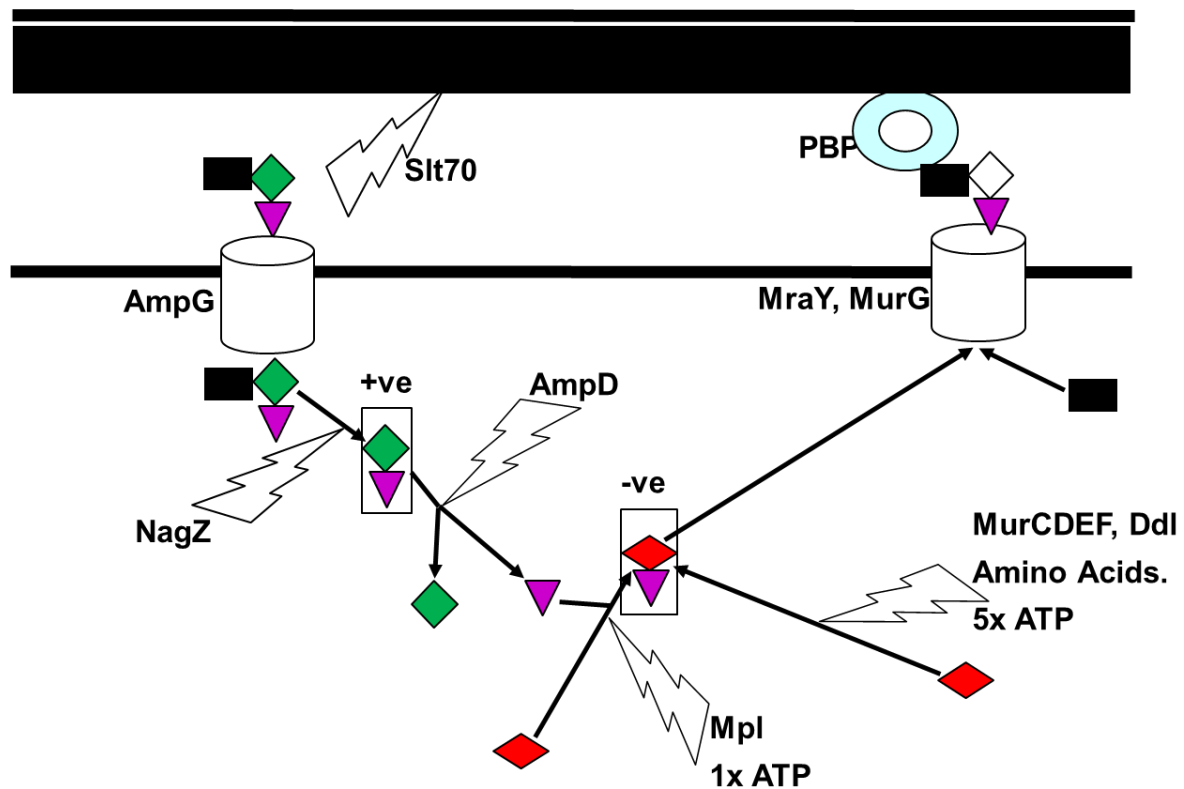 PBP
Slt70
AmpG
MraY, MurG
+ve
AmpD
-ve
NagZ
MurCDEF, Ddl
Amino Acids.
5x ATP
Mpl
1x ATP